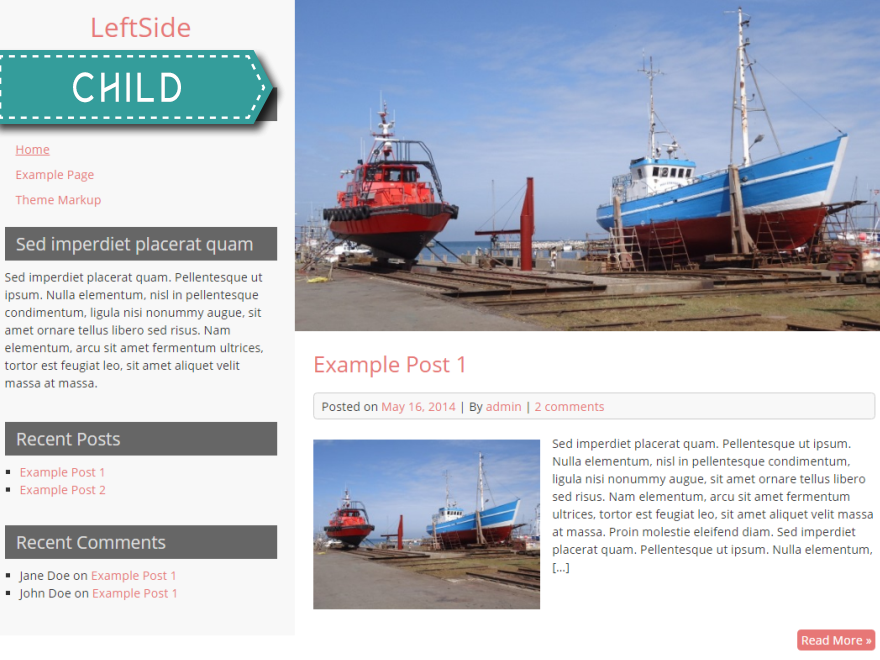 LeftSide
CHILD
Home
Example Page
Theme Markup
Sed imperdiet placerat quam
Sed imperdiet placerat quam. Pellentesque ut
ipsum. Nulla elementum, nisl in pellentesque
condimentum, ligula nisi nonummy augue, sit
amet ornare tellus libero sed risus. Nam
elementum, arcu sit amet fermentum ultrices,
tortor est feugiat leo, sit amet aliquet velit
massa at massa.
Recent Posts
Example Post 1
Example Post 2
Recent Comments
Jane Doe on Example Post 1
John Doe on Example Post 1
Example Post 1
Posted on May 16, 2014 | By admin | 2 comments
Sed imperdiet placerat quam. Pellentesque ut ipsum.
Nulla elementum, nisl in pellentesque condimentum,
ligula nisi nonummy augue, sit amet ornare tellus libero
sed risus. Nam elementum, arcu sit amet fermentum
ultrices, tortor est feugiat leo, sit amet aliquet velit massa
at massa. Proin molestie eleifend diam. Sed imperdiet
placerat quam. Pellentesque ut ipsum. Nulla elementum,
[...]
Read More »